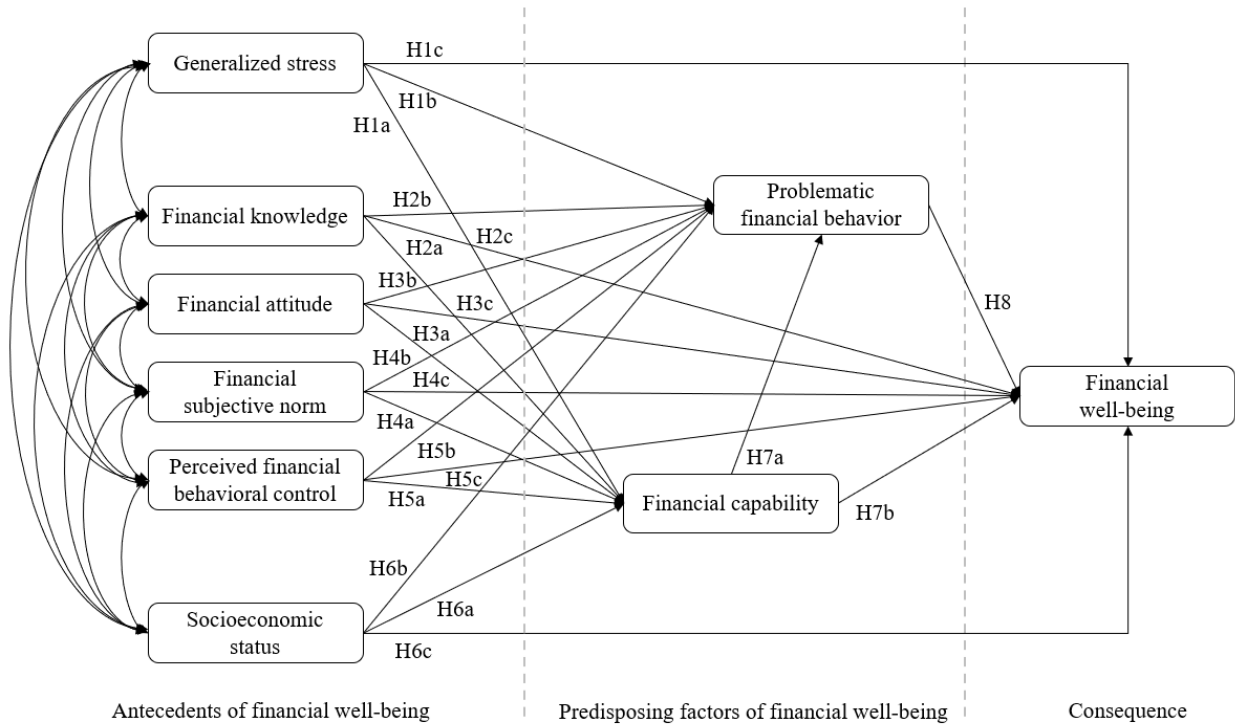 Generalized stress
H1c
H1b
H1a
Financial knowledge
H2b
H2a
H2c
Problematic
financial behavior
Financial attitude
H3b
H3a
H3c
H8
Financial
subjective norm
H4b
H4c
H4a
Financial
well-being
Perceived financial
behavioral control
H5b
H5c
H5a
H7a
Financial capability
H7b
Socioeconomic
status
H6b
H6a
H6c
Antecedents of financial well-being
Predisposing factors of financial well-being
Consequence